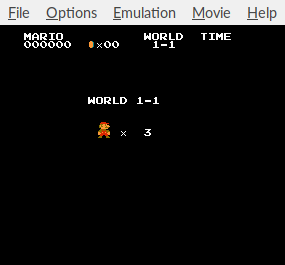 File Options Emulation Movie Help
MARIO WORLD TIME
000000 ×00 1-1
WORLD 1-1
× 3